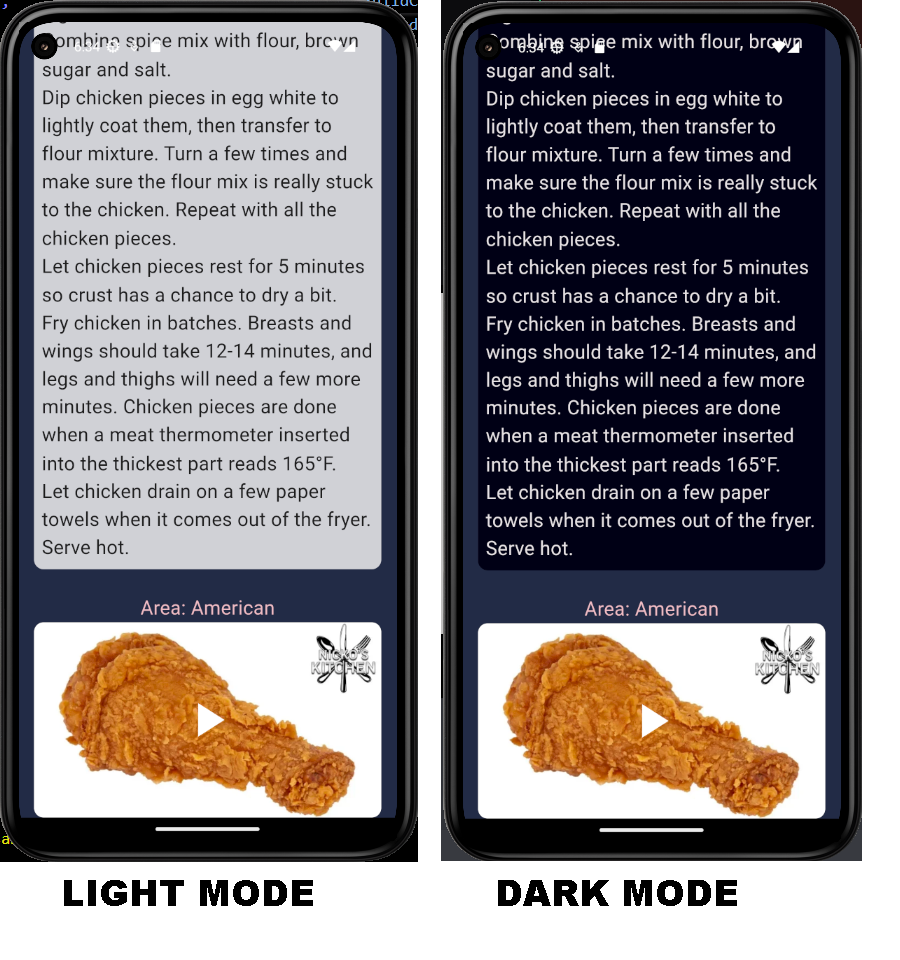 Combine spice mix with flour, brown
6:34
sugar and salt.
Dip chicken pieces in egg white to
lightly coat them, then transfer to
flour mixture. Turn a few times and
make sure the flour mix is really stuck
to the chicken. Repeat with all the
chicken pieces.
Let chicken pieces rest for 5 minutes
so crust has a chance to dry a bit.
Fry chicken in batches. Breasts and
wings should take 12-14 minutes, and
legs and thighs will need a few more
minutes. Chicken pieces are done
when a meat thermometer inserted
into the thickest part reads 165°F.
Let chicken drain on a few paper
towels when it comes out of the fryer.
Serve hot.
Area: American
NICKO'S
KITCHEN
LIGHT MODE
Combine spice mix with flour, brown
6:34
sugar and salt.
Dip chicken pieces in egg white to
lightly coat them, then transfer to
flour mixture. Turn a few times and
make sure the flour mix is really stuck
to the chicken. Repeat with all the
chicken pieces.
Let chicken pieces rest for 5 minutes
so crust has a chance to dry a bit.
Fry chicken in batches. Breasts and
wings should take 12-14 minutes, and
legs and thighs will need a few more
minutes. Chicken pieces are done
when a meat thermometer inserted
into the thickest part reads 165°F.
Let chicken drain on a few paper
towels when it comes out of the fryer.
Serve hot.
Area: American
NICKO'S
KITCHEN
DARK MODE